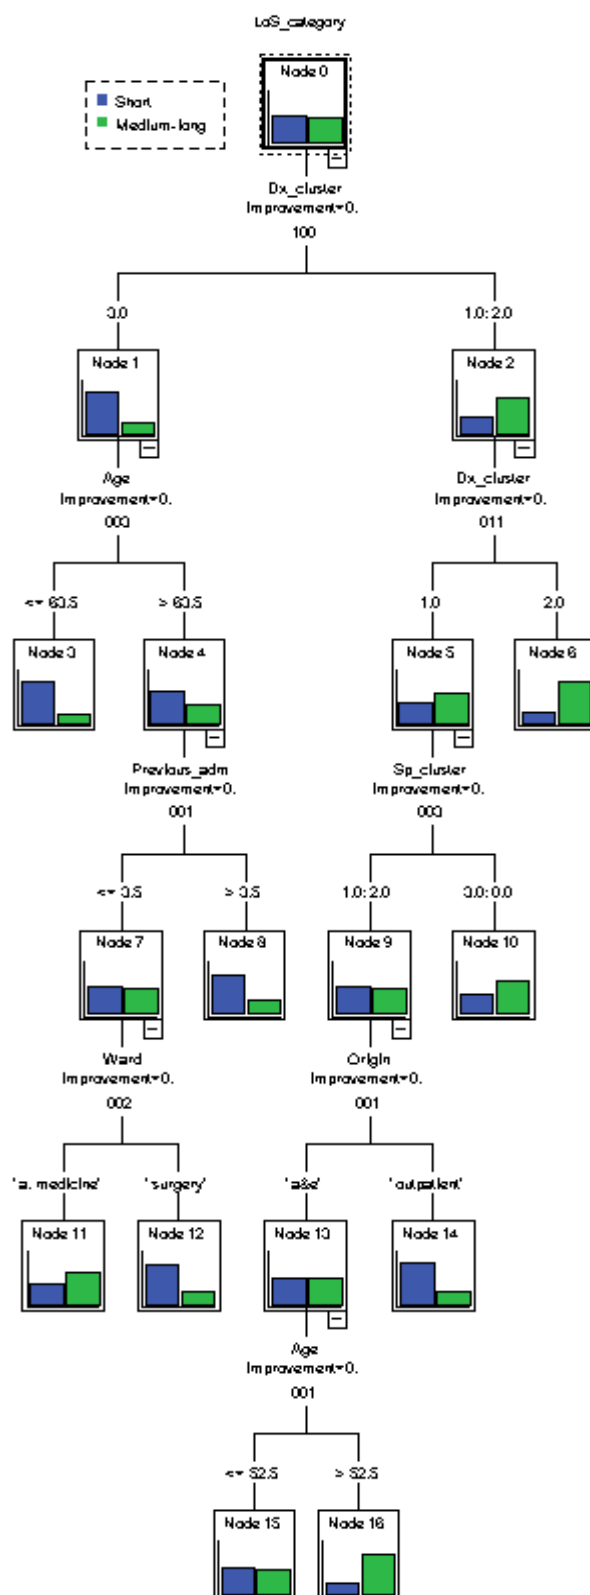 LoS_category
Node 0
Short
Medium-long
Dx_cluster
Improvement=0.
100
3.0
1.0; 2.0
Node 1
Node 2
Age
Improvement=0.
003
Dx_cluster
Improvement=0.
011
<= 63.5
> 63.5
1.0
2.0
Node 3
Node 4
Node 5
Node 6
Previous_adm
Improvement=0.
001
Sp_cluster
Improvement=0.
003
<= 3.5
> 3.5
1.0; 2.0
3.0; 0.0
Node 7
Node 8
Node 9
Node 10
Ward
Improvement=0.
002
Origin
Improvement=0.
001
'a. medicine'
'surgery'
'a&e'
'outpatient'
Node 11
Node 12
Node 13
Node 14
Age
Improvement=0.
001
<= 52.5
> 52.5
Node 15
Node 16